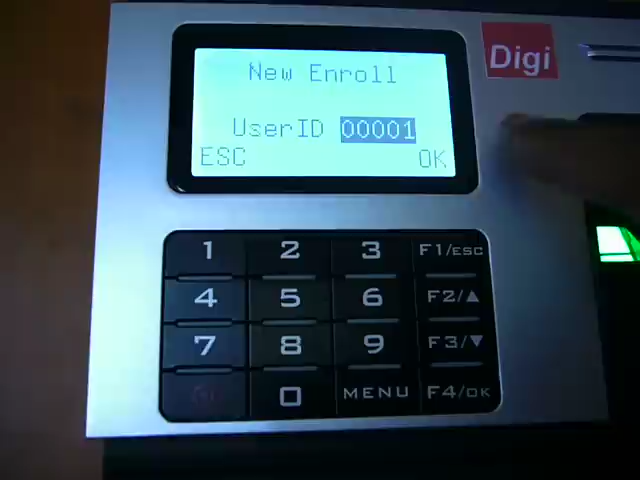 New Enroll
UserID 00001
ESC OK
Digi
1 2 3 F1/ESC
4 5 6 F2/▲
7 8 9 F3/▼
0 MENU F4/OK